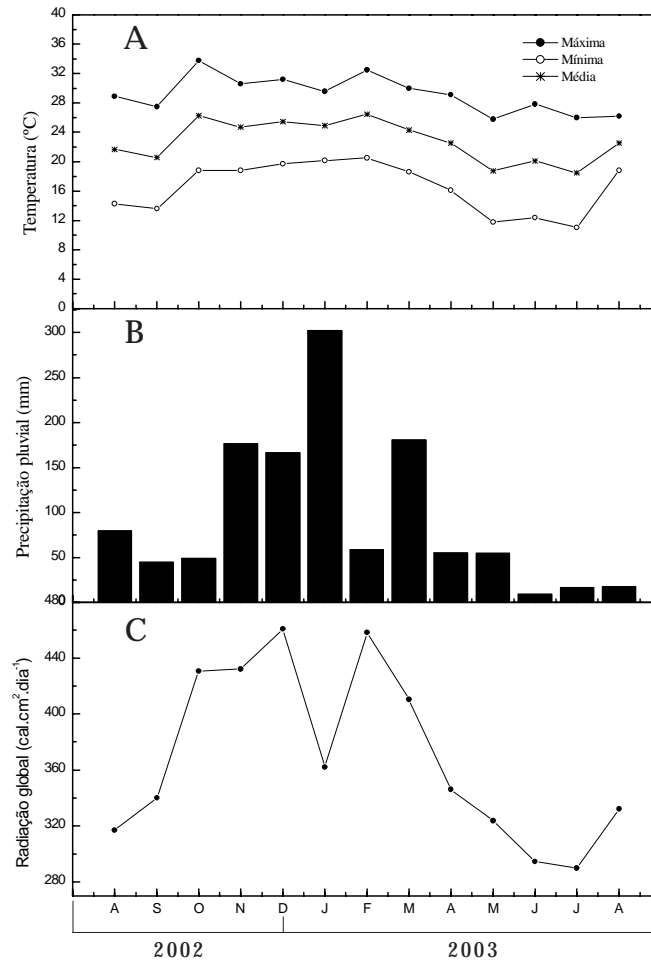 A
Máxima
Mínima
Média
Temperatura (ºC)
40
36
32
28
24
20
16
12
8
4
0
B
Precipitação pluvial (mm)
300
250
200
150
100
50
0
C
Radiação global (cal.cm².dia⁻¹)
480
440
400
360
320
280
A S O N D J F M A M J J A
2002 2003